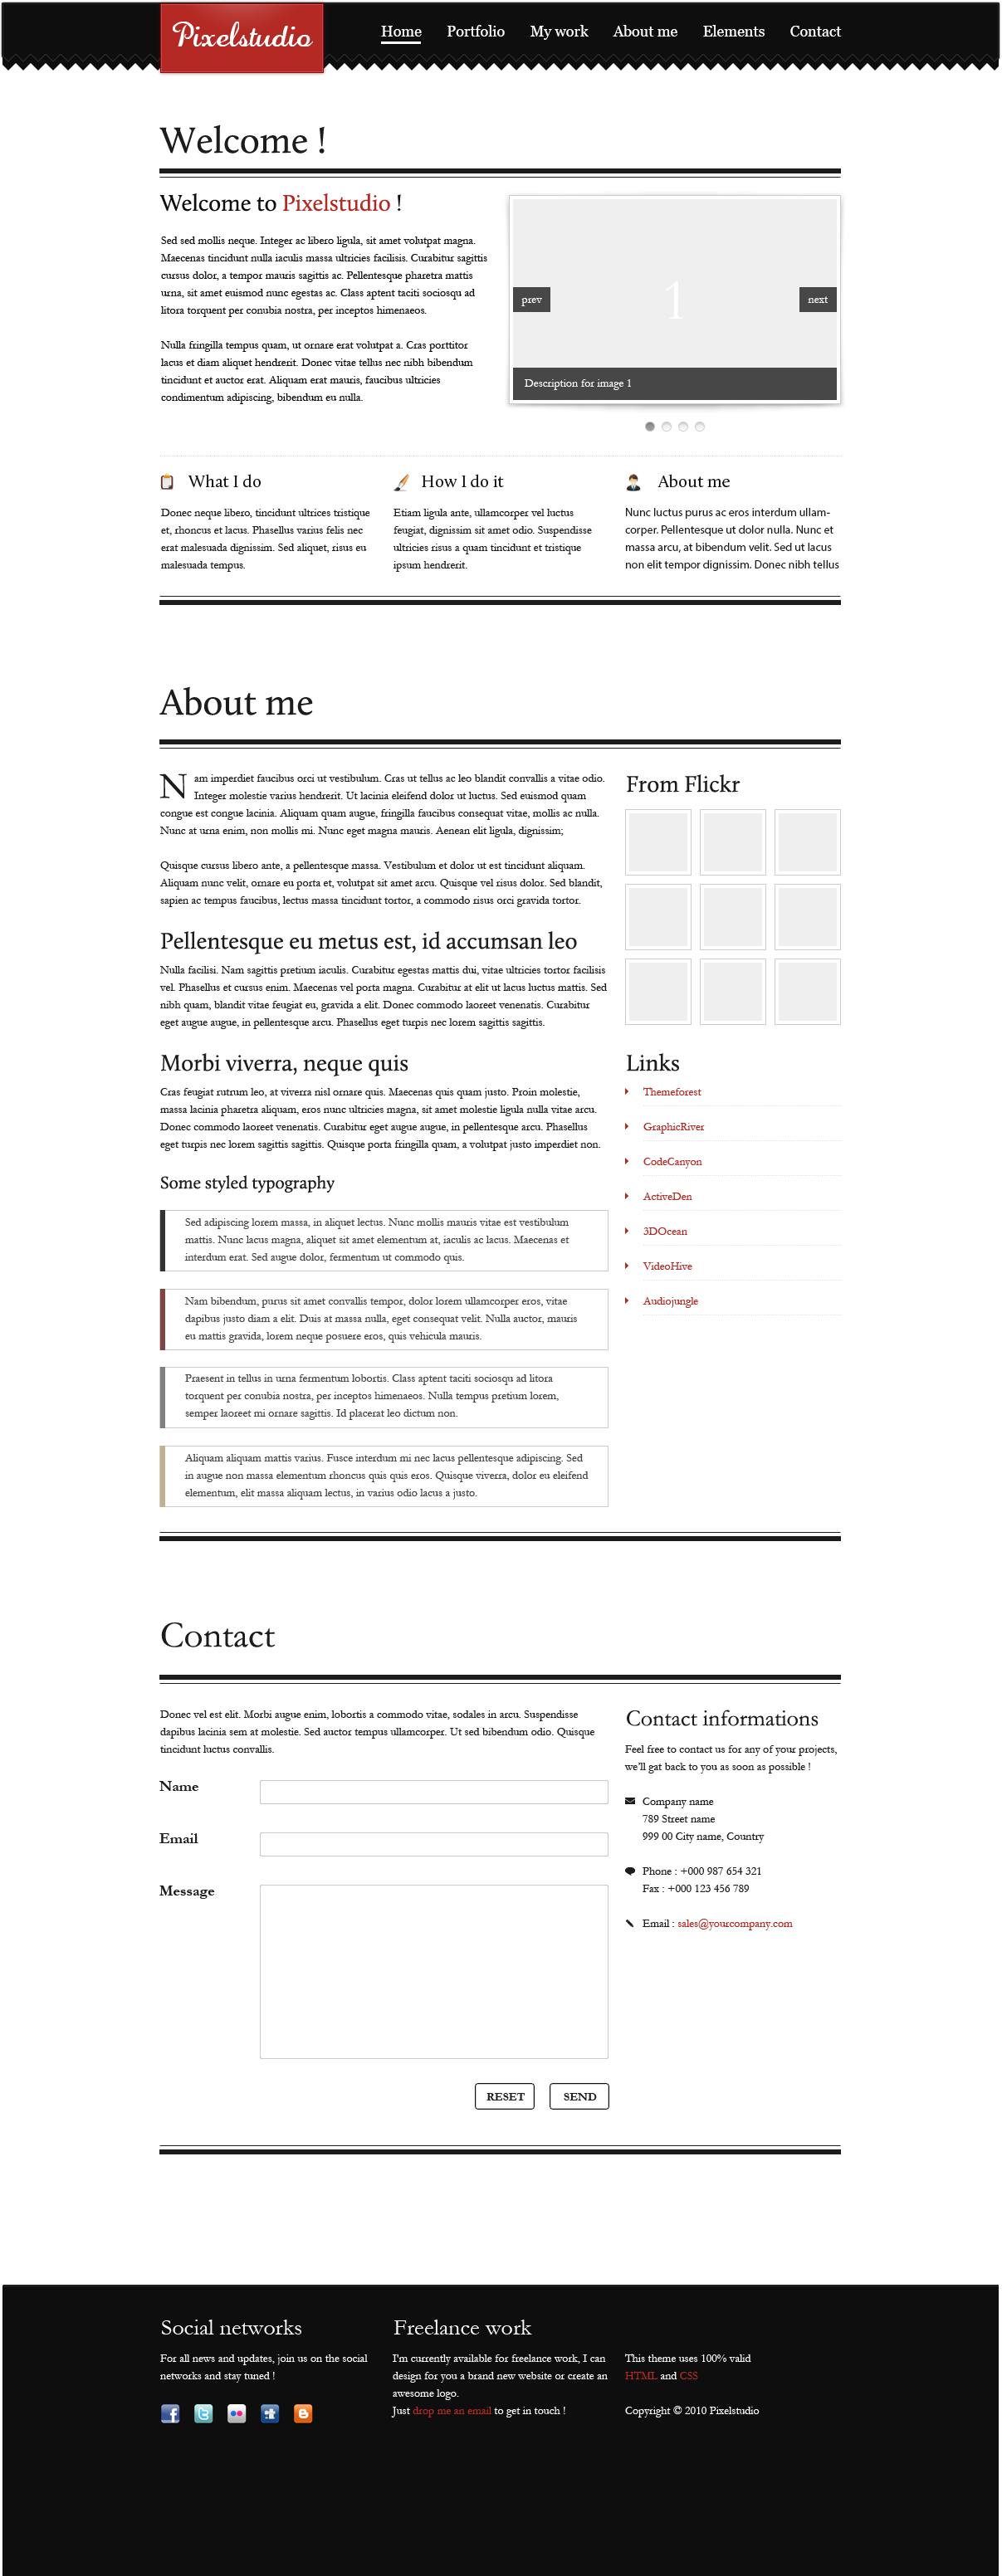 Pixelstudio
Home Portfolio My work About me Elements Contact
Welcome !
Welcome to Pixelstudio !
Sed sed mollis neque. Integer ac libero ligula, sit amet volutpat magna.
Maecenas tincidunt nulla iaculis massa ultricies facilisis. Curabitur sagittis
cursus dolor, a tempor mauris sagittis ac. Pellentesque pharetra mattis
urna, sit amet euismod nunc egestas ac. Class aptent taciti sociosqu ad
litora torquent per conubia nostra, per inceptos himenaeos.
Nulla fringilla tempus quam, ut ornare erat volutpat a. Cras porttitor
lacus et diam aliquet hendrerit. Donec vitae tellus nec nibh bibendum
tincidunt et auctor erat. Aliquam erat mauris, faucibus ultricies
condimentum adipiscing, bibendum eu nulla.
prev
1
next
Description for image 1
What I do
Donec neque libero, tincidunt ultrices tristique
et, rhoncus et lacus. Phasellus varius felis nec
erat malesuada dignissim. Sed aliquet, risus eu
malesuada tempus.
How I do it
Etiam ligula ante, ullamcorper vel luctus
feugiat, dignissim sit amet odio. Suspendisse
ultricies risus a quam tincidunt et tristique
ipsum hendrerit.
About me
Nunc luctus purus ac eros interdum ullam-
corper. Pellentesque ut dolor nulla. Nunc et
massa arcu, at bibendum velit. Sed ut lacus
non elit tempor dignissim. Donec nibh tellus
About me
Nam imperdiet faucibus orci ut vestibulum. Cras ut tellus ac leo blandit convallis a vitae odio.
Integer molestie varius hendrerit. Ut lacinia eleifend dolor ut luctus. Sed euismod quam
congue est congue lacinia. Aliquam quam augue, fringilla faucibus consequat vitae, mollis ac nulla.
Nunc at urna enim, non mollis mi. Nunc eget magna mauris. Aenean elit ligula, dignissim;
Quisque cursus libero ante, a pellentesque massa. Vestibulum et dolor ut est tincidunt aliquam.
Aliquam nunc velit, ornare eu porta et, volutpat sit amet arcu. Quisque vel risus dolor. Sed blandit,
sapien ac tempus faucibus, lectus massa tincidunt tortor, a commodo risus orci gravida tortor.
Pellentesque eu metus est, id accumsan leo
Nulla facilisi. Nam sagittis pretium iaculis. Curabitur egestas mattis dui, vitae ultricies tortor facilisis
vel. Phasellus et cursus enim. Maecenas vel porta magna. Curabitur at elit ut lacus luctus mattis. Sed
nibh quam, blandit vitae feugiat eu, gravida a elit. Donec commodo laoreet venenatis. Curabitur
eget augue augue, in pellentesque arcu. Phasellus eget turpis nec lorem sagittis sagittis.
Morbi viverra, neque quis
Cras feugiat rutrum leo, at viverra nisl ornare quis. Maecenas quis quam justo. Proin molestie,
massa lacinia pharetra aliquam, eros nunc ultricies magna, sit amet molestie ligula nulla vitae arcu.
Donec commodo laoreet venenatis. Curabitur eget augue augue, in pellentesque arcu. Phasellus
eget turpis nec lorem sagittis sagittis. Quisque porta fringilla quam, a volutpat justo imperdiet non.
Some styled typography
Sed adipiscing lorem massa, in aliquet lectus. Nunc mollis mauris vitae est vestibulum
mattis. Nunc lacus magna, aliquet sit amet elementum at, iaculis ac lacus. Maecenas et
interdum erat. Sed augue dolor, fermentum ut commodo quis.
Nam bibendum, purus sit amet convallis tempor, dolor lorem ullamcorper eros, vitae
dapibus justo diam a elit. Duis at massa nulla, eget consequat velit. Nulla auctor, mauris
eu mattis gravida, lorem neque posuere eros, quis vehicula mauris.
Praesent in tellus in urna fermentum lobortis. Class aptent taciti sociosqu ad litora
torquent per conubia nostra, per inceptos himenaeos. Nulla tempus pretium lorem,
semper laoreet mi ornare sagittis. Id placerat leo dictum non.
Aliquam aliquam mattis varius. Fusce interdum mi nec lacus pellentesque adipiscing. Sed
in augue non massa elementum rhoncus quis quis eros. Quisque viverra, dolor eu eleifend
elementum, elit massa aliquam lectus, in varius odio lacus a justo.
From Flickr
Links
Themeforest
GraphicRiver
CodeCanyon
ActiveDen
3DOcean
VideoHive
Audiojungle
Contact
Donec vel est elit. Morbi augue enim, lobortis a commodo vitae, sodales in arcu. Suspendisse
dapibus lacinia sem at molestie. Sed auctor tempus ullamcorper. Ut sed bibendum odio. Quisque
tincidunt luctus convallis.
Name
Email
Message
RESET SEND
Contact informations
Feel free to contact us for any of your projects,
we'll gat back to you as soon as possible !
Company name
789 Street name
999 00 City name, Country
Phone : +000 987 654 321
Fax : +000 123 456 789
Email : sales@yourcompany.com
Social networks
For all news and updates, join us on the social
networks and stay tuned !
Freelance work
I'm currently available for freelance work, I can
design for you a brand new website or create an
awesome logo.
Just drop me an email to get in touch !
This theme uses 100% valid
HTML and CSS
Copyright © 2010 Pixelstudio